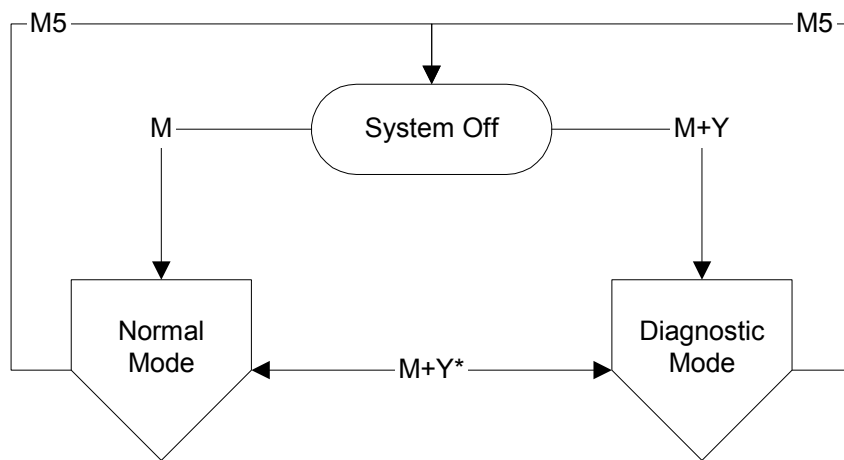 M5
M5
M
System Off
M+Y
Normal
Mode
M+Y*
Diagnostic
Mode